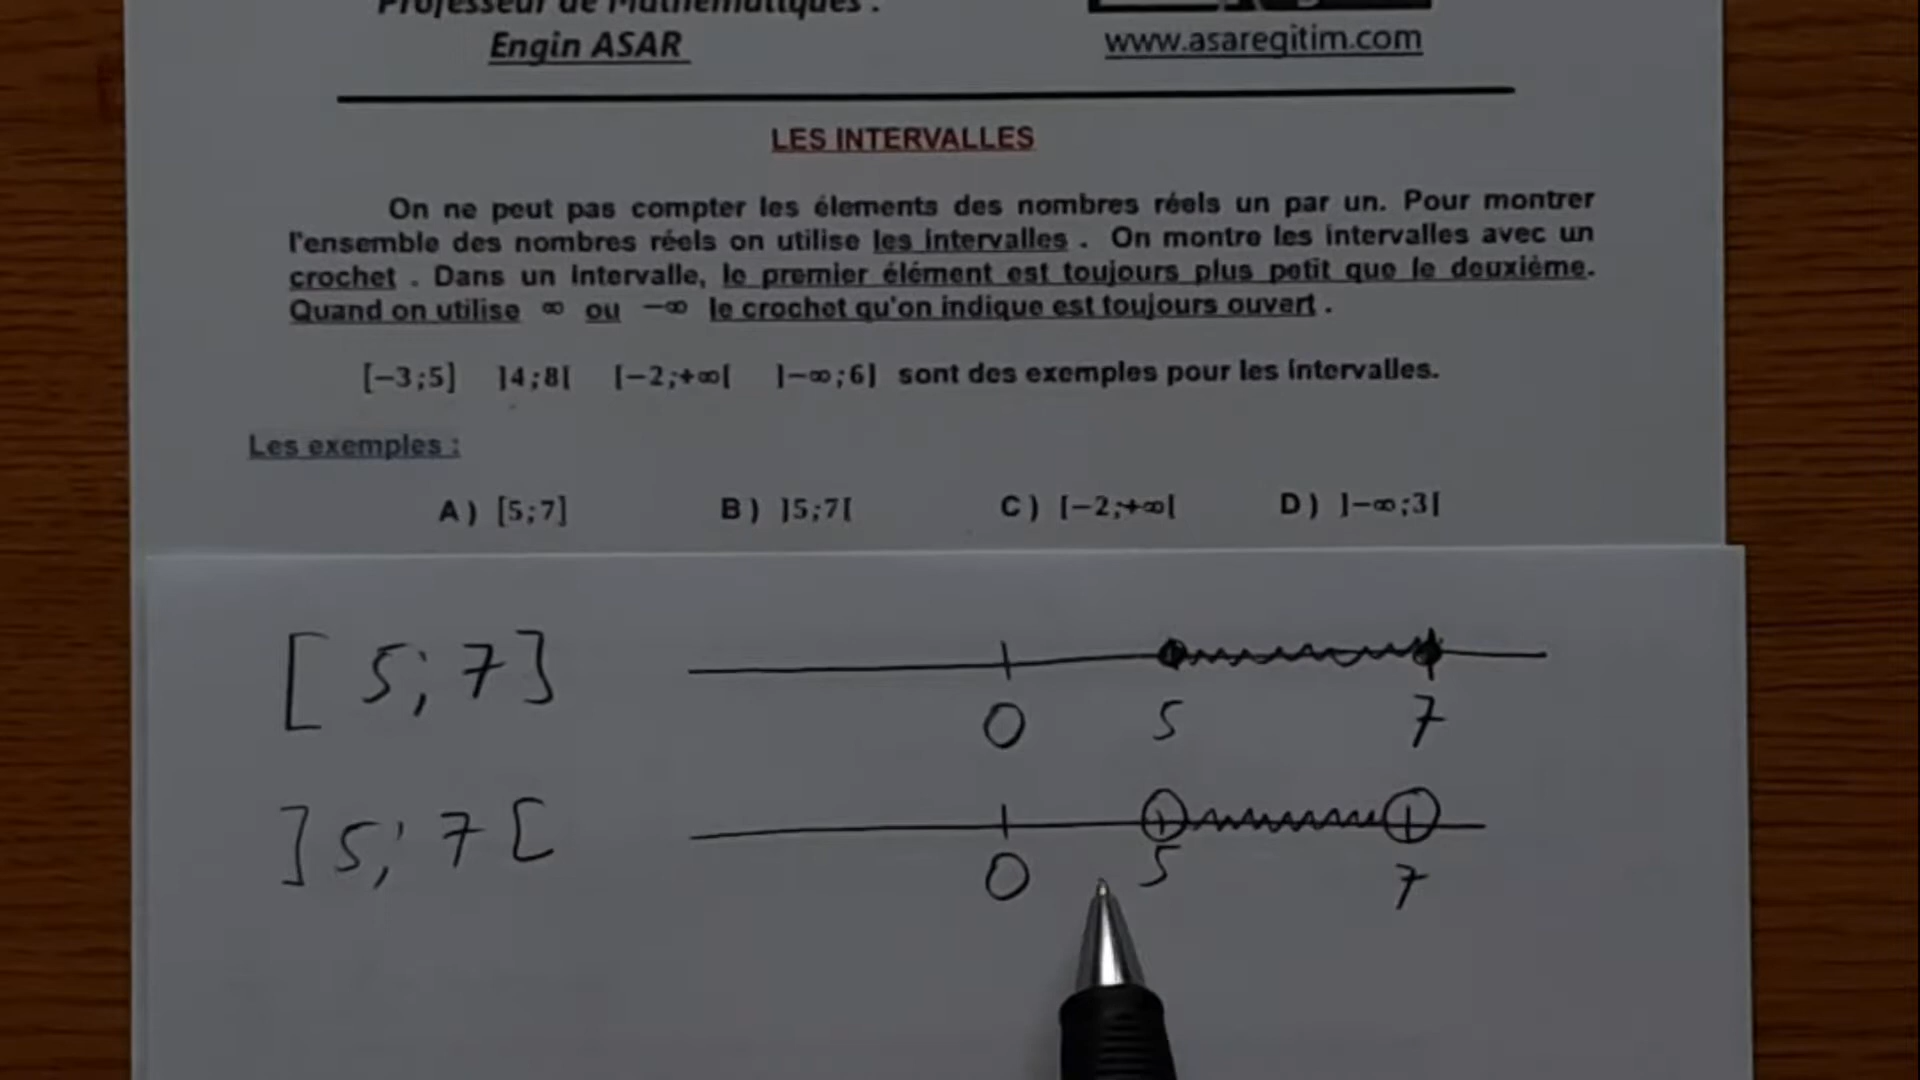 Professeur de Mathématiques :
Engin ASAR
www.asaregitim.com
LES INTERVALLES
On ne peut pas compter les élements des nombres réels un par un. Pour montrer
l'ensemble des nombres réels on utilise les intervalles . On montre les intervalles avec un
crochet . Dans un intervalle, le premier élément est toujours plus petit que le deuxième.
Quand on utilise ∞ ou −∞ le crochet qu'on indique est toujours ouvert .
[−3;5] ]4;8[ [−2;+∞[ ]−∞;6] sont des exemples pour les intervalles.
Les exemples :
A ) [5;7] B ) ]5;7[ C ) [−2;+∞[ D ) ]−∞;3[
[ 5; 7 ]
0 5 7
] 5; 7 [
0 5 7